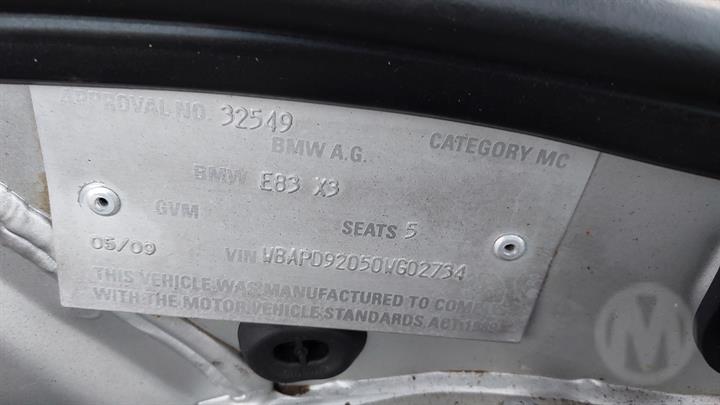 APPROVAL NO. 32549
CATEGORY MC
BMW A.G.
BMW E83 X3
GVM
SEATS 5
05/09
VIN WBAPD92050WG02734
THIS VEHICLE WAS MANUFACTURED TO
WITH THE MOTOR VEHICLE STANDARDS ACT
M